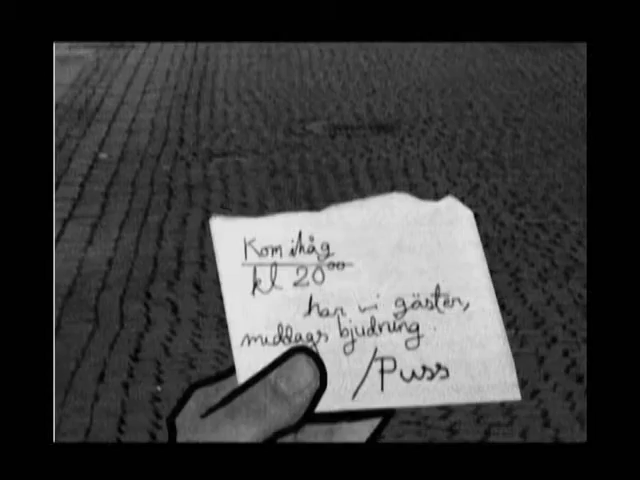 Kom ihåg
kl 20⁰⁰
har vi gäster,
middags bjudning.
/Puss